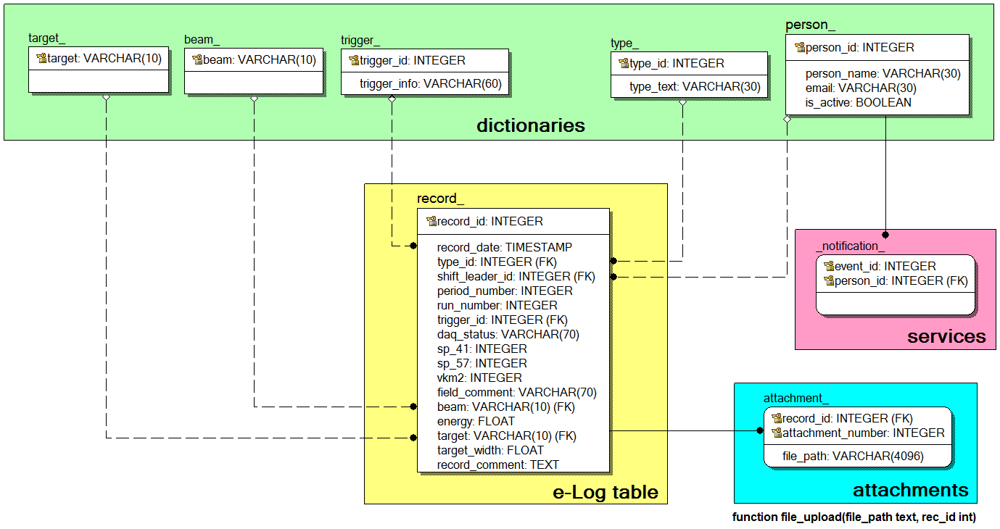 target_
target: VARCHAR(10)
beam_
beam: VARCHAR(10)
trigger_
trigger_id: INTEGER
trigger_info: VARCHAR(60)
type_
type_id: INTEGER
type_text: VARCHAR(30)
person_
person_id: INTEGER
person_name: VARCHAR(30)
email: VARCHAR(30)
is_active: BOOLEAN
dictionaries
record_
record_id: INTEGER
record_date: TIMESTAMP
type_id: INTEGER (FK)
shift_leader_id: INTEGER (FK)
period_number: INTEGER
run_number: INTEGER
trigger_id: INTEGER (FK)
daq_status: VARCHAR(70)
sp_41: INTEGER
sp_57: INTEGER
vkm2: INTEGER
field_comment: VARCHAR(70)
beam: VARCHAR(10) (FK)
energy: FLOAT
target: VARCHAR(10) (FK)
target_width: FLOAT
record_comment: TEXT
e-Log table
_notification_
event_id: INTEGER
person_id: INTEGER (FK)
services
attachment_
record_id: INTEGER (FK)
attachment_number: INTEGER
file_path: VARCHAR(4096)
attachments
function file_upload(file_path text, rec_id int)